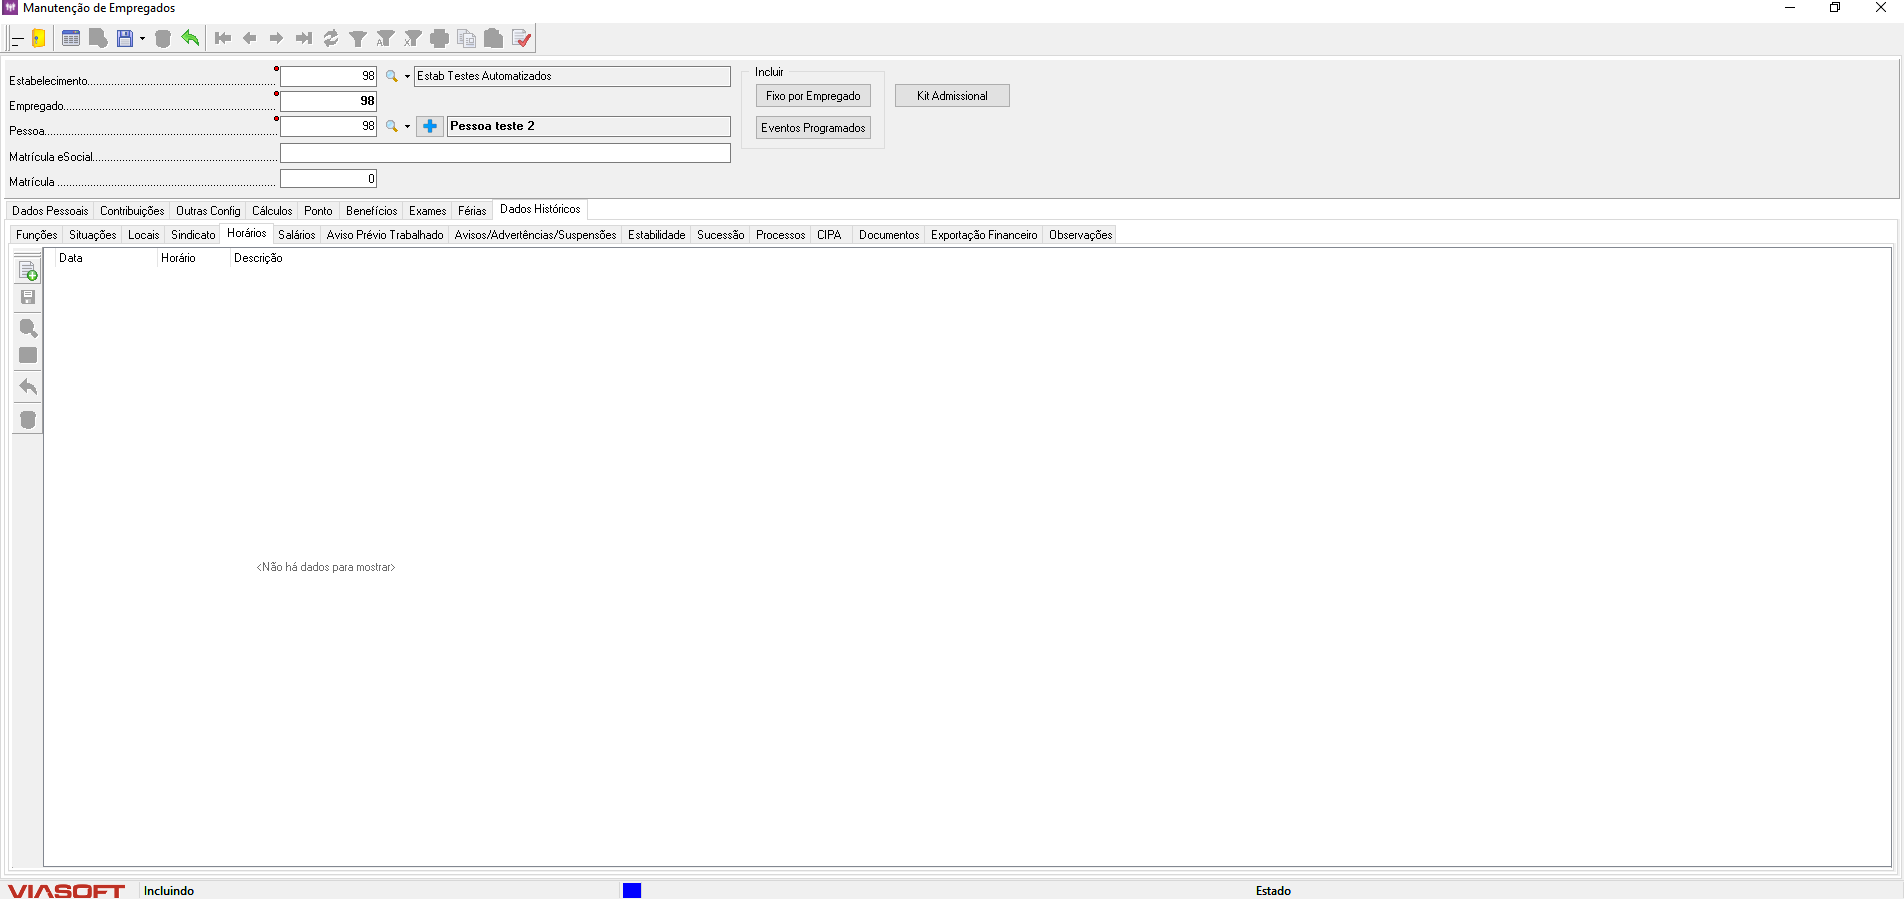 Manutenção de Empregados
Estabelecimento 98 Estab Testes Automatizados
Empregado 98
Pessoa 98 Pessoa teste 2
Matrícula eSocial
Matrícula 0
Incluir
Fixo por Empregado
Eventos Programados
Kit Admissional
Dados Pessoais Contribuições Outras Config Cálculos Ponto Benefícios Exames Férias Dados Históricos
Funções Situações Locais Sindicato Horários Salários Aviso Prévio Trabalhado Avisos/Advertências/Suspensões Estabilidade Sucessão Processos CIPA Documentos Exportação Financeiro Observações
Data Horário Descrição
<Não há dados para mostrar>
VIASOFT Incluindo Estado